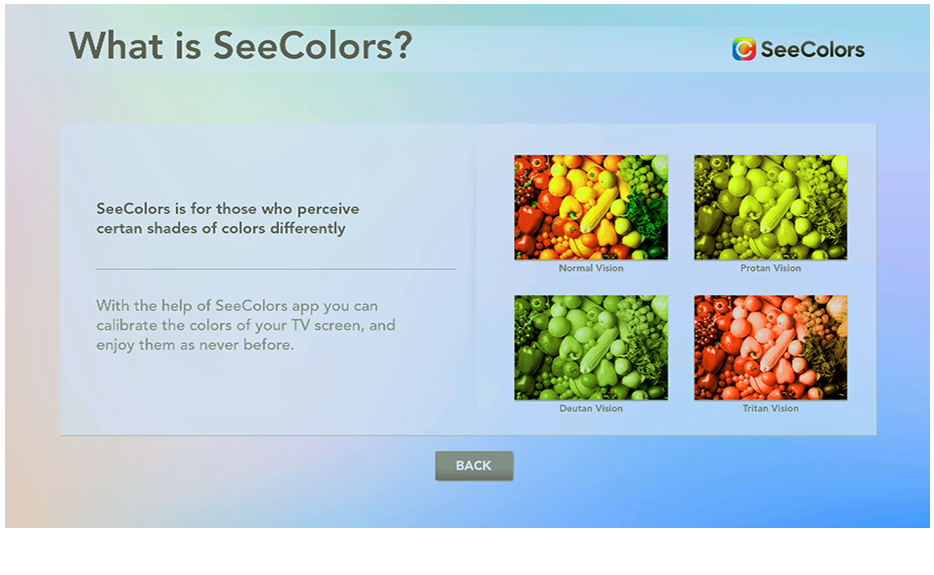 What is SeeColors?
SeeColors
SeeColors is for those who perceive
certan shades of colors differently
With the help of SeeColors app you can
calibrate the colors of your TV screen, and
enjoy them as never before.
Normal Vision
Protan Vision
Deutan Vision
Tritan Vision
BACK